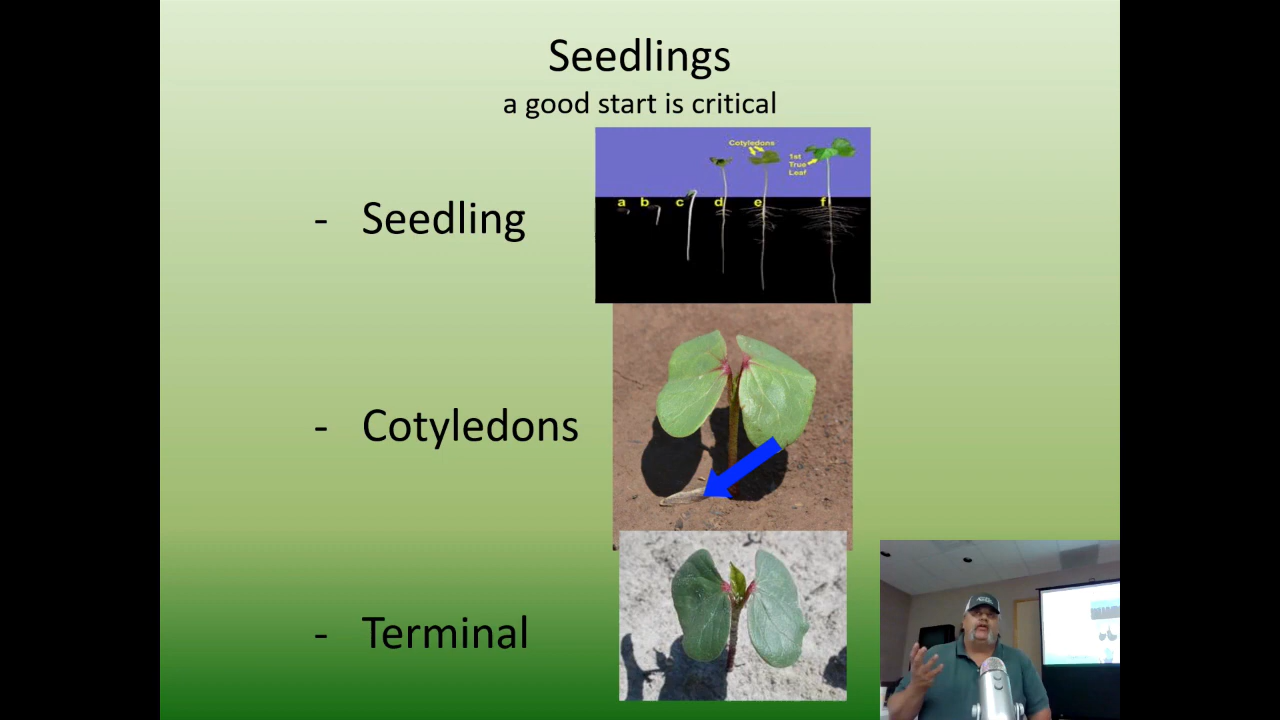 Seedlings
a good start is critical
- Seedling
Cotyledons
1st
True
Leaf
a b c d e f
- Cotyledons
- Terminal